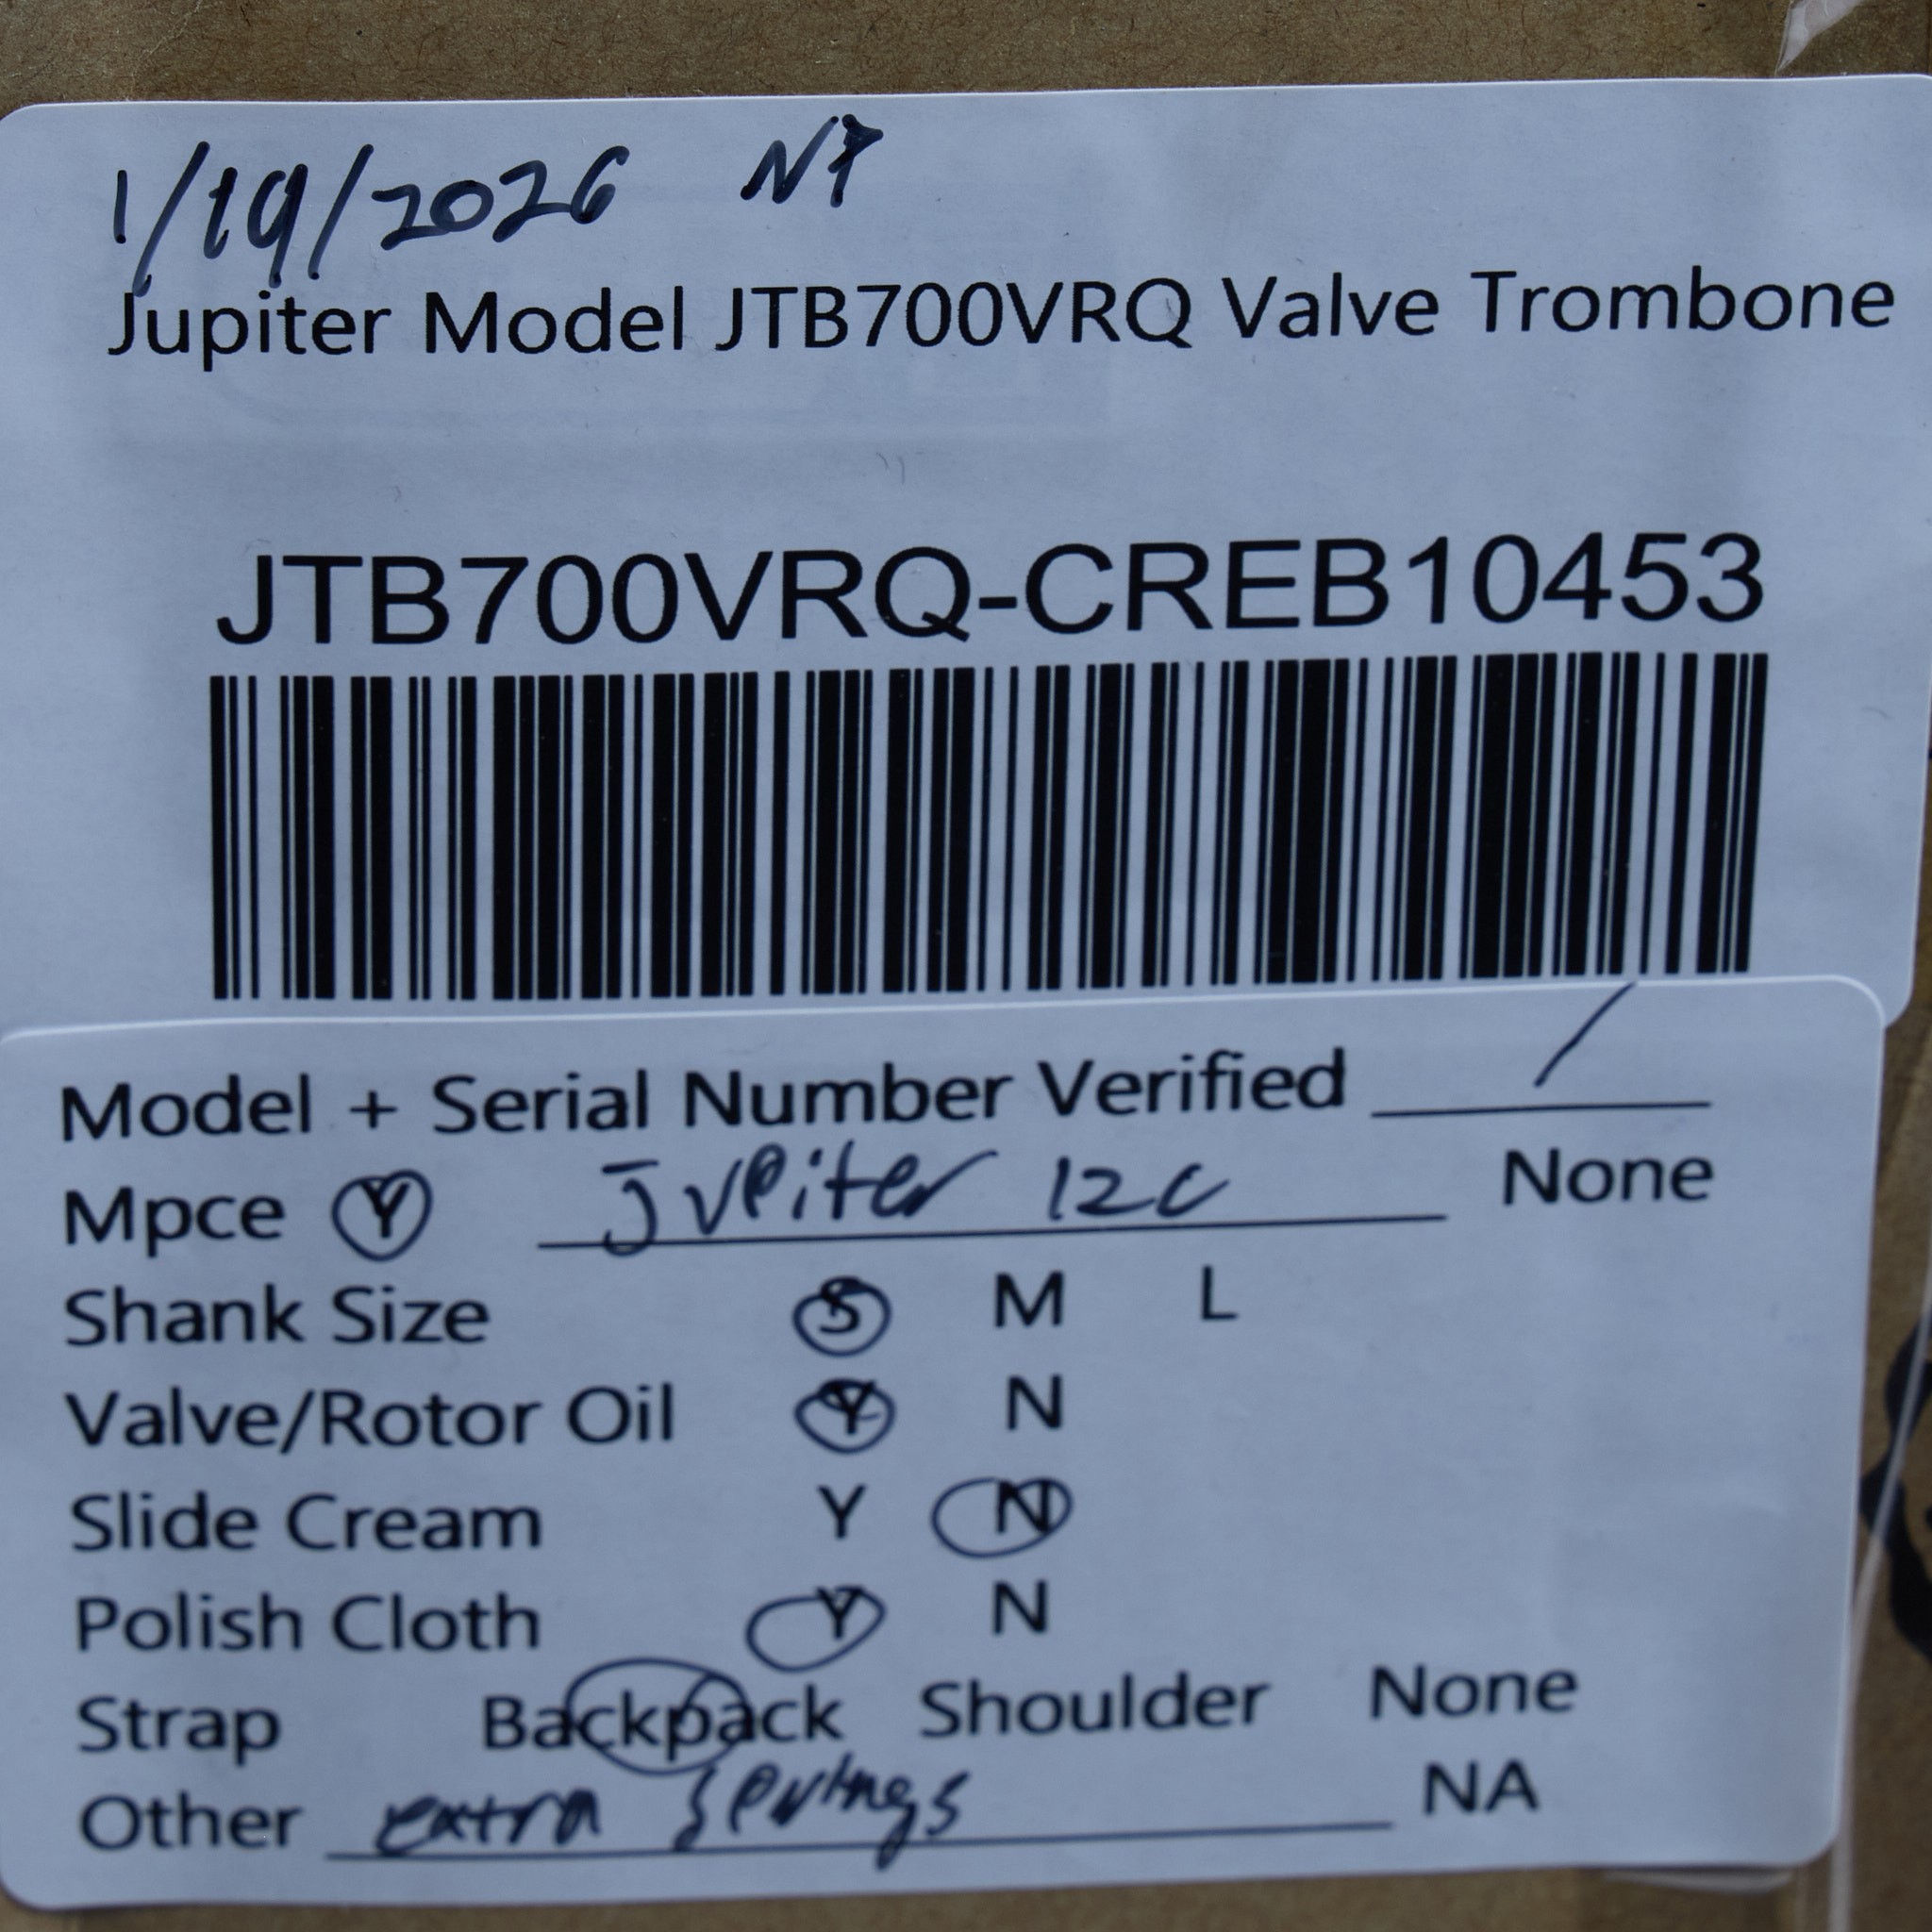 1/19/2026
Jupiter Model JTB700VRQ Valve Trombone
JTB700VRQ-CREB10453
Model + Serial Number Verified /
Mpce Y Jupiter 12C None
Shank Size S M L
Valve/Rotor Oil Y N
Slide Cream Y N
Polish Cloth Y N
Strap Backpack Shoulder None
Other extra springs NA